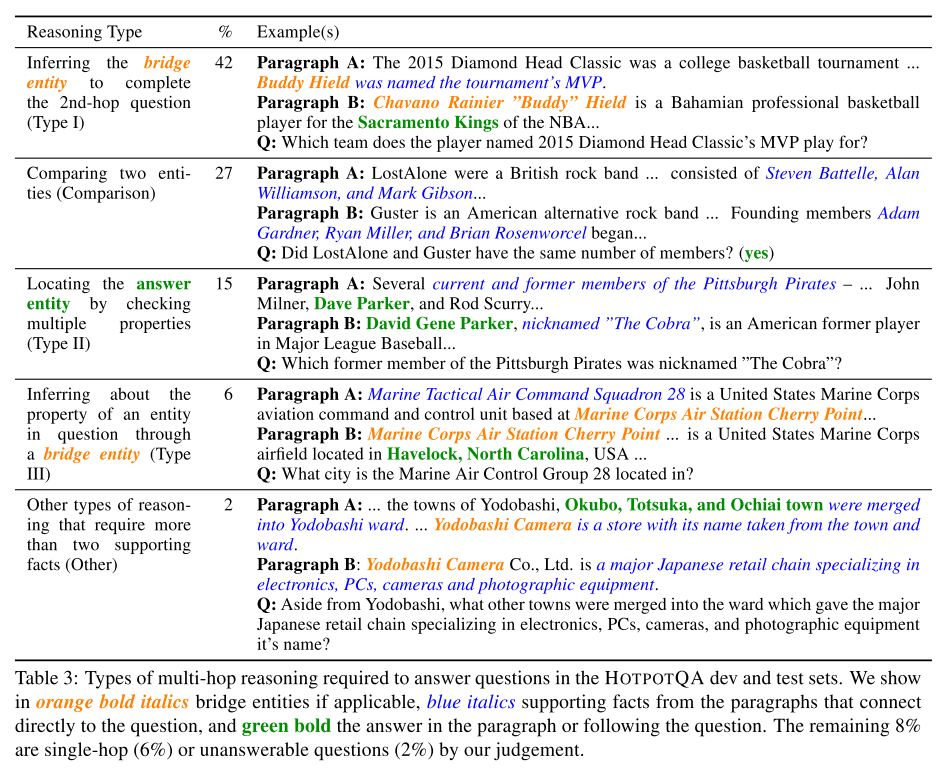 Reasoning Type % Example(s)
Inferring the bridge entity to complete the 2nd-hop question (Type I)
42
Paragraph A: The 2015 Diamond Head Classic was a college basketball tournament ...
Buddy Hield was named the tournament's MVP.
Paragraph B: Chavano Rainier ”Buddy” Hield is a Bahamian professional basketball
player for the Sacramento Kings of the NBA...
Q: Which team does the player named 2015 Diamond Head Classic's MVP play for?
Comparing two enti-
ties (Comparison)
27
Paragraph A: LostAlone were a British rock band ... consisted of Steven Battelle, Alan
Williamson, and Mark Gibson...
Paragraph B: Guster is an American alternative rock band ... Founding members Adam
Gardner, Ryan Miller, and Brian Rosenworcel began...
Q: Did LostAlone and Guster have the same number of members? (yes)
Locating the answer
entity by checking
multiple properties
(Type II)
15
Paragraph A: Several current and former members of the Pittsburgh Pirates – ... John
Milner, Dave Parker, and Rod Scurry...
Paragraph B: David Gene Parker, nicknamed ”The Cobra”, is an American former player
in Major League Baseball...
Q: Which former member of the Pittsburgh Pirates was nicknamed ”The Cobra”?
Inferring about the
property of an entity
in question through
a bridge entity (Type
III)
6
Paragraph A: Marine Tactical Air Command Squadron 28 is a United States Marine Corps
aviation command and control unit based at Marine Corps Air Station Cherry Point...
Paragraph B: Marine Corps Air Station Cherry Point ... is a United States Marine Corps
airfield located in Havelock, North Carolina, USA ...
Q: What city is the Marine Air Control Group 28 located in?
Other types of reason-
ing that require more
than two supporting
facts (Other)
2
Paragraph A: ... the towns of Yodobashi, Okubo, Totsuka, and Ochiai town were merged
into Yodobashi ward. ... Yodobashi Camera is a store with its name taken from the town and
ward.
Paragraph B: Yodobashi Camera Co., Ltd. is a major Japanese retail chain specializing in
electronics, PCs, cameras and photographic equipment.
Q: Aside from Yodobashi, what other towns were merged into the ward which gave the major
Japanese retail chain specializing in electronics, PCs, cameras, and photographic equipment
it's name?
Table 3: Types of multi-hop reasoning required to answer questions in the HOTPOTQA dev and test sets. We show
in orange bold italics bridge entities if applicable, blue italics supporting facts from the paragraphs that connect
directly to the question, and green bold the answer in the paragraph or following the question. The remaining 8%
are single-hop (6%) or unanswerable questions (2%) by our judgement.